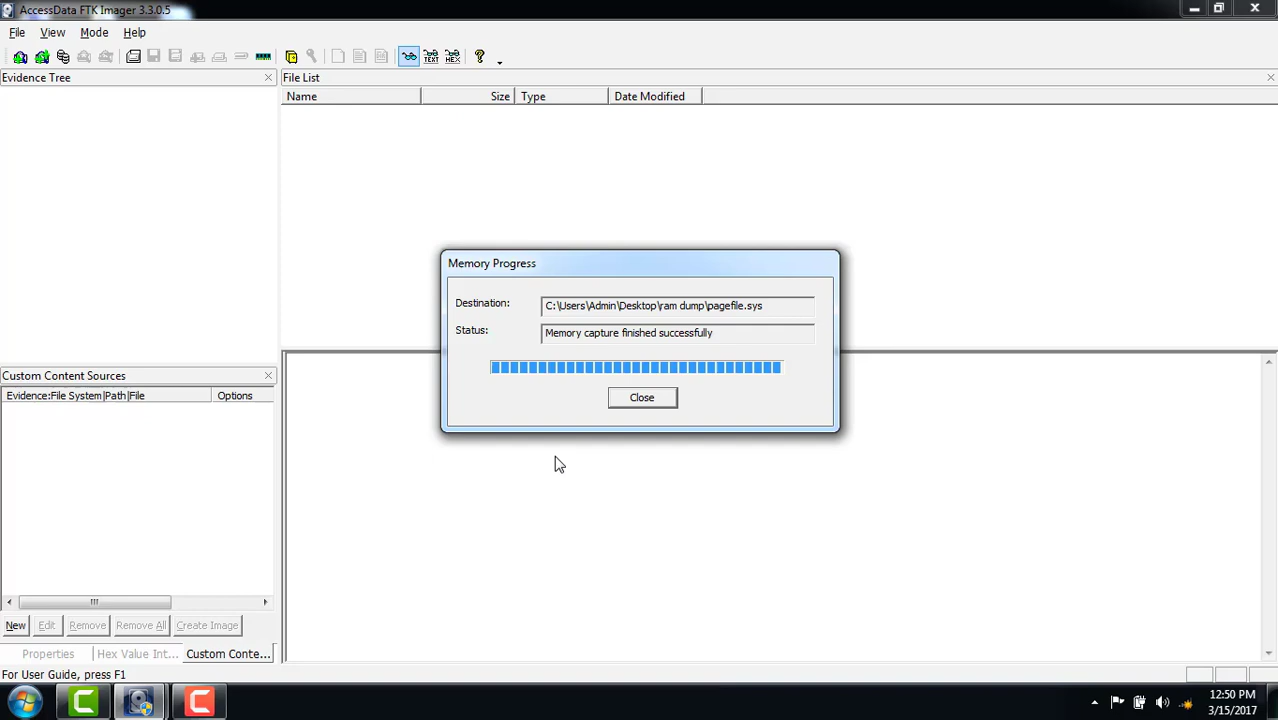 AccessData FTK Imager 3.3.0.5
File View Mode Help
TEXT HEX
Evidence Tree
File List
Name Size Type Date Modified
Memory Progress
Destination: C:\Users\Admin\Desktop\ram dump\pagefile.sys
Status: Memory capture finished successfully
Close
Custom Content Sources
Evidence:File System|Path|File Options
New Edit Remove Remove All Create Image
Properties Hex Value Int... Custom Conte...
For User Guide, press F1
12:50 PM
3/15/2017